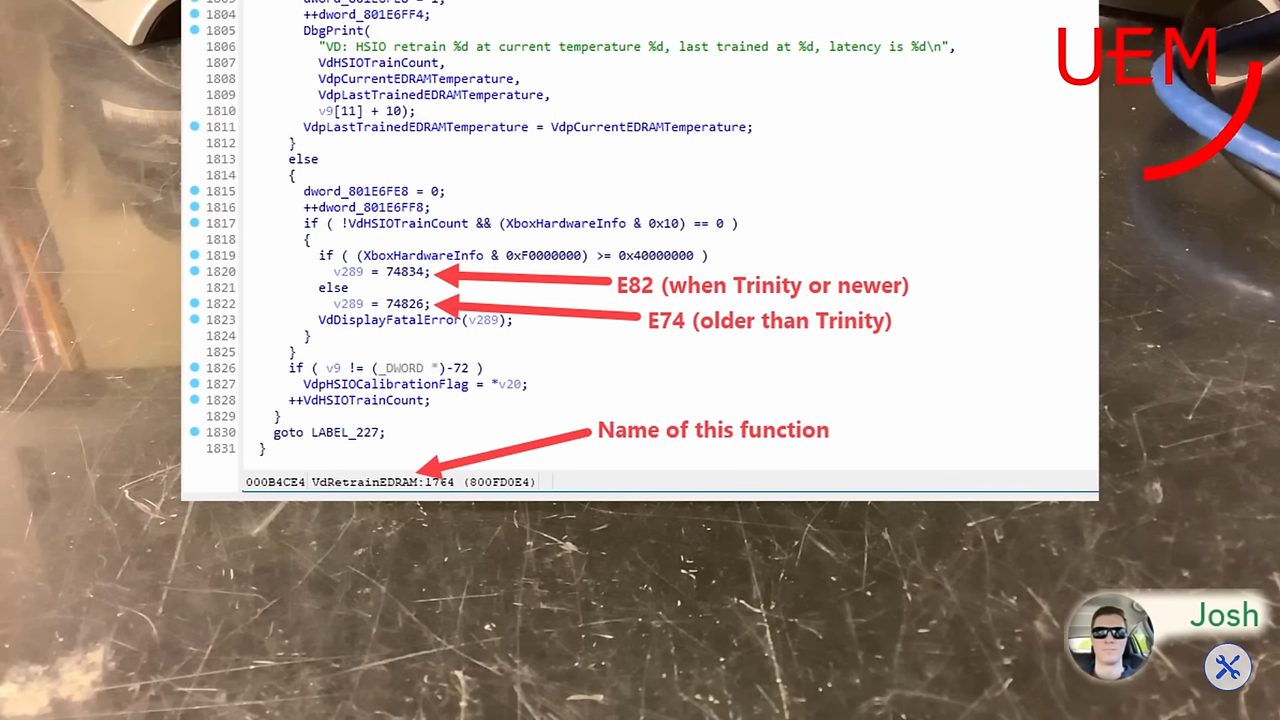 1804 ++dword_801E6FF4;
1805 DbgPrint(
1806 "VD: HSIO retrain %d at current temperature %d, last trained at %d, latency is %d\n",
1807 VdHSIOTrainCount,
1808 VdpCurrentEDRAMTemperature,
1809 VdpLastTrainedEDRAMTemperature,
1810 v9[11] + 10);
1811 VdpLastTrainedEDRAMTemperature = VdpCurrentEDRAMTemperature;
1812 }
1813 else
1814 {
1815 dword_801E6FE8 = 0;
1816 ++dword_801E6FF8;
1817 if ( !VdHSIOTrainCount && (XboxHardwareInfo & 0x10) == 0 )
1818 {
1819 if ( (XboxHardwareInfo & 0xF0000000) >= 0x40000000 )
1820 v289 = 74834;
E82 (when Trinity or newer)
1821 else
1822 v289 = 74826;
E74 (older than Trinity)
1823 VdDisplayFatalError(v289);
1824 }
1825 }
1826 if ( v9 != (_DWORD *)-72 )
1827 VdpHSIOCalibrationFlag = *v20;
1828 ++VdHSIOTrainCount;
1829 }
1830 goto LABEL_227;
Name of this function
1831 }
000B4CE4 VdRetrainEDRAM:1764 (800FD0E4)
UEM
Josh